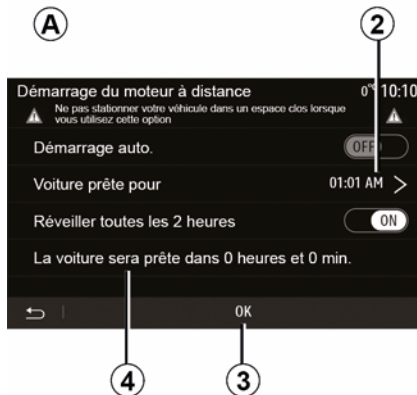 A
2
Démarrage du moteur à distance 0°C 10:10
Ne pas stationner votre véhicule dans un espace clos lorsque
vous utilisez cette option
Démarrage auto. OFF
Voiture prête pour 01:01 AM >
Réveiller toutes les 2 heures ON
La voiture sera prête dans 0 heures et 0 min.
OK
4
3